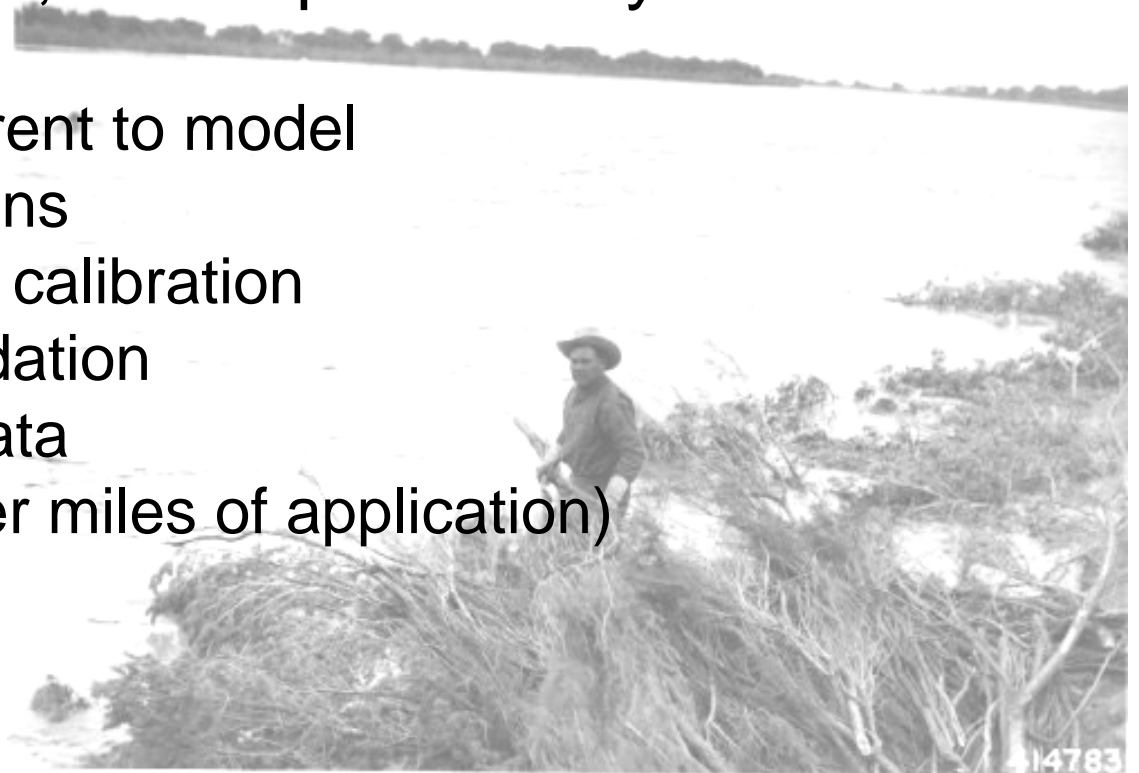 rent to model
ns
calibration
dation
ata
er miles of application)
414783